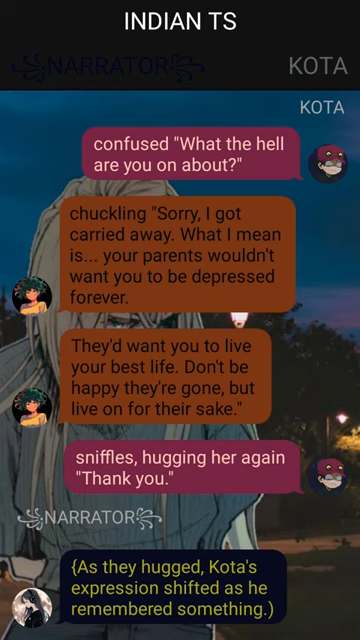 INDIAN TS
꧁NARRATOR꧂
KOTA
KOTA
confused "What the hell
are you on about?"
chuckling "Sorry, I got
carried away. What I mean
is... your parents wouldn't
want you to be depressed
forever.
They'd want you to live
your best life. Don't be
happy they're gone, but
live on for their sake."
sniffles, hugging her again
"Thank you."
꧁NARRATOR꧂
{As they hugged, Kota's
expression shifted as he
remembered something.)